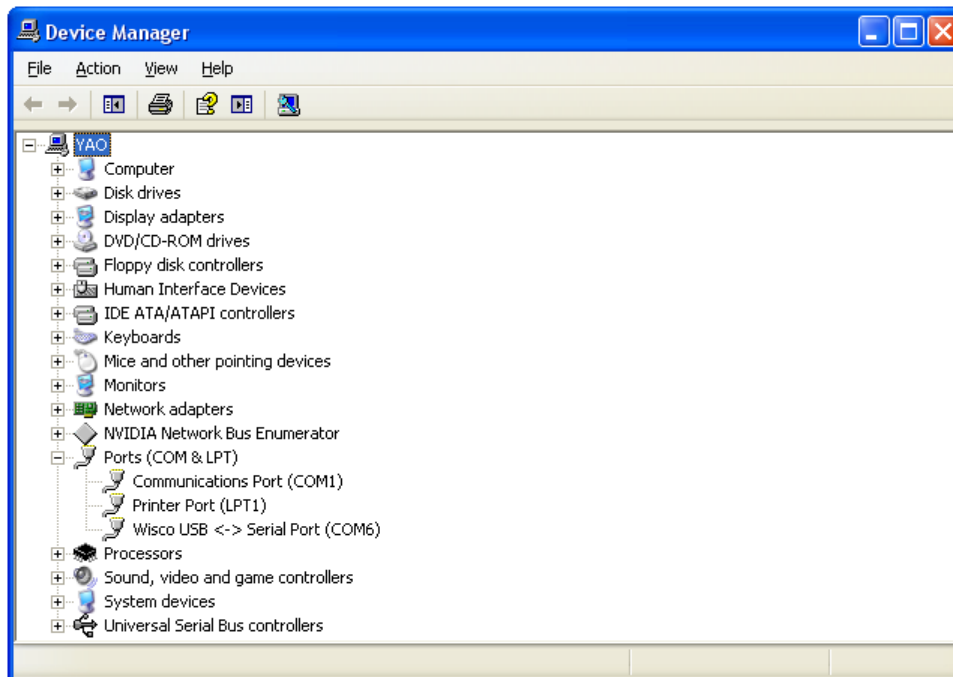 Device Manager
File Action View Help
YAO
Computer
Disk drives
Display adapters
DVD/CD-ROM drives
Floppy disk controllers
Human Interface Devices
IDE ATA/ATAPI controllers
Keyboards
Mice and other pointing devices
Monitors
Network adapters
NVIDIA Network Bus Enumerator
Ports (COM & LPT)
Communications Port (COM1)
Printer Port (LPT1)
Wisco USB <-> Serial Port (COM6)
Processors
Sound, video and game controllers
System devices
Universal Serial Bus controllers